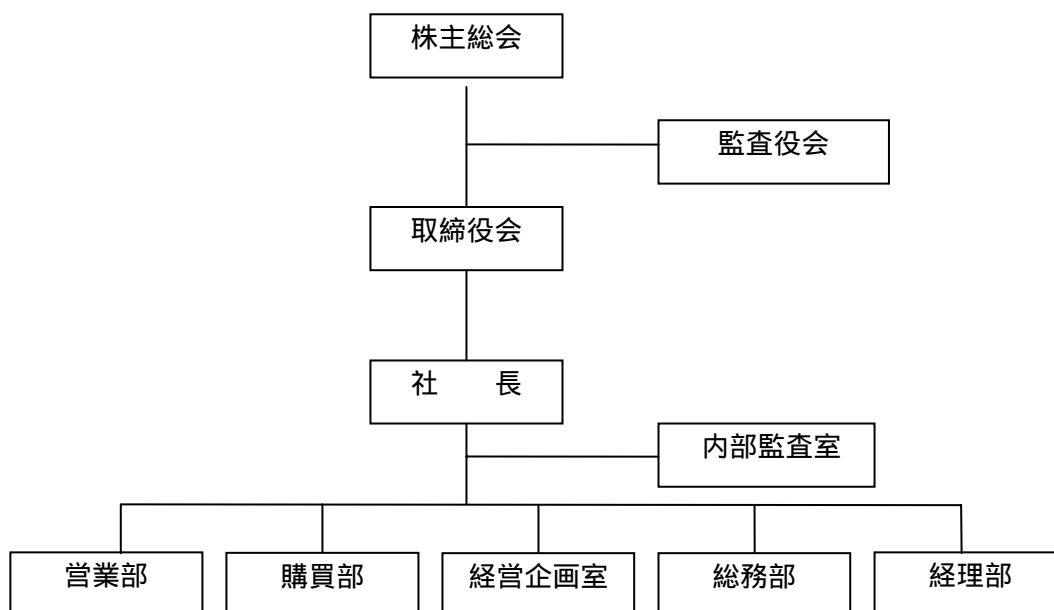 株主総会
監査役会
取締役会
社　　長
内部監査室
営業部
購買部
経営企画室
総務部
経理部